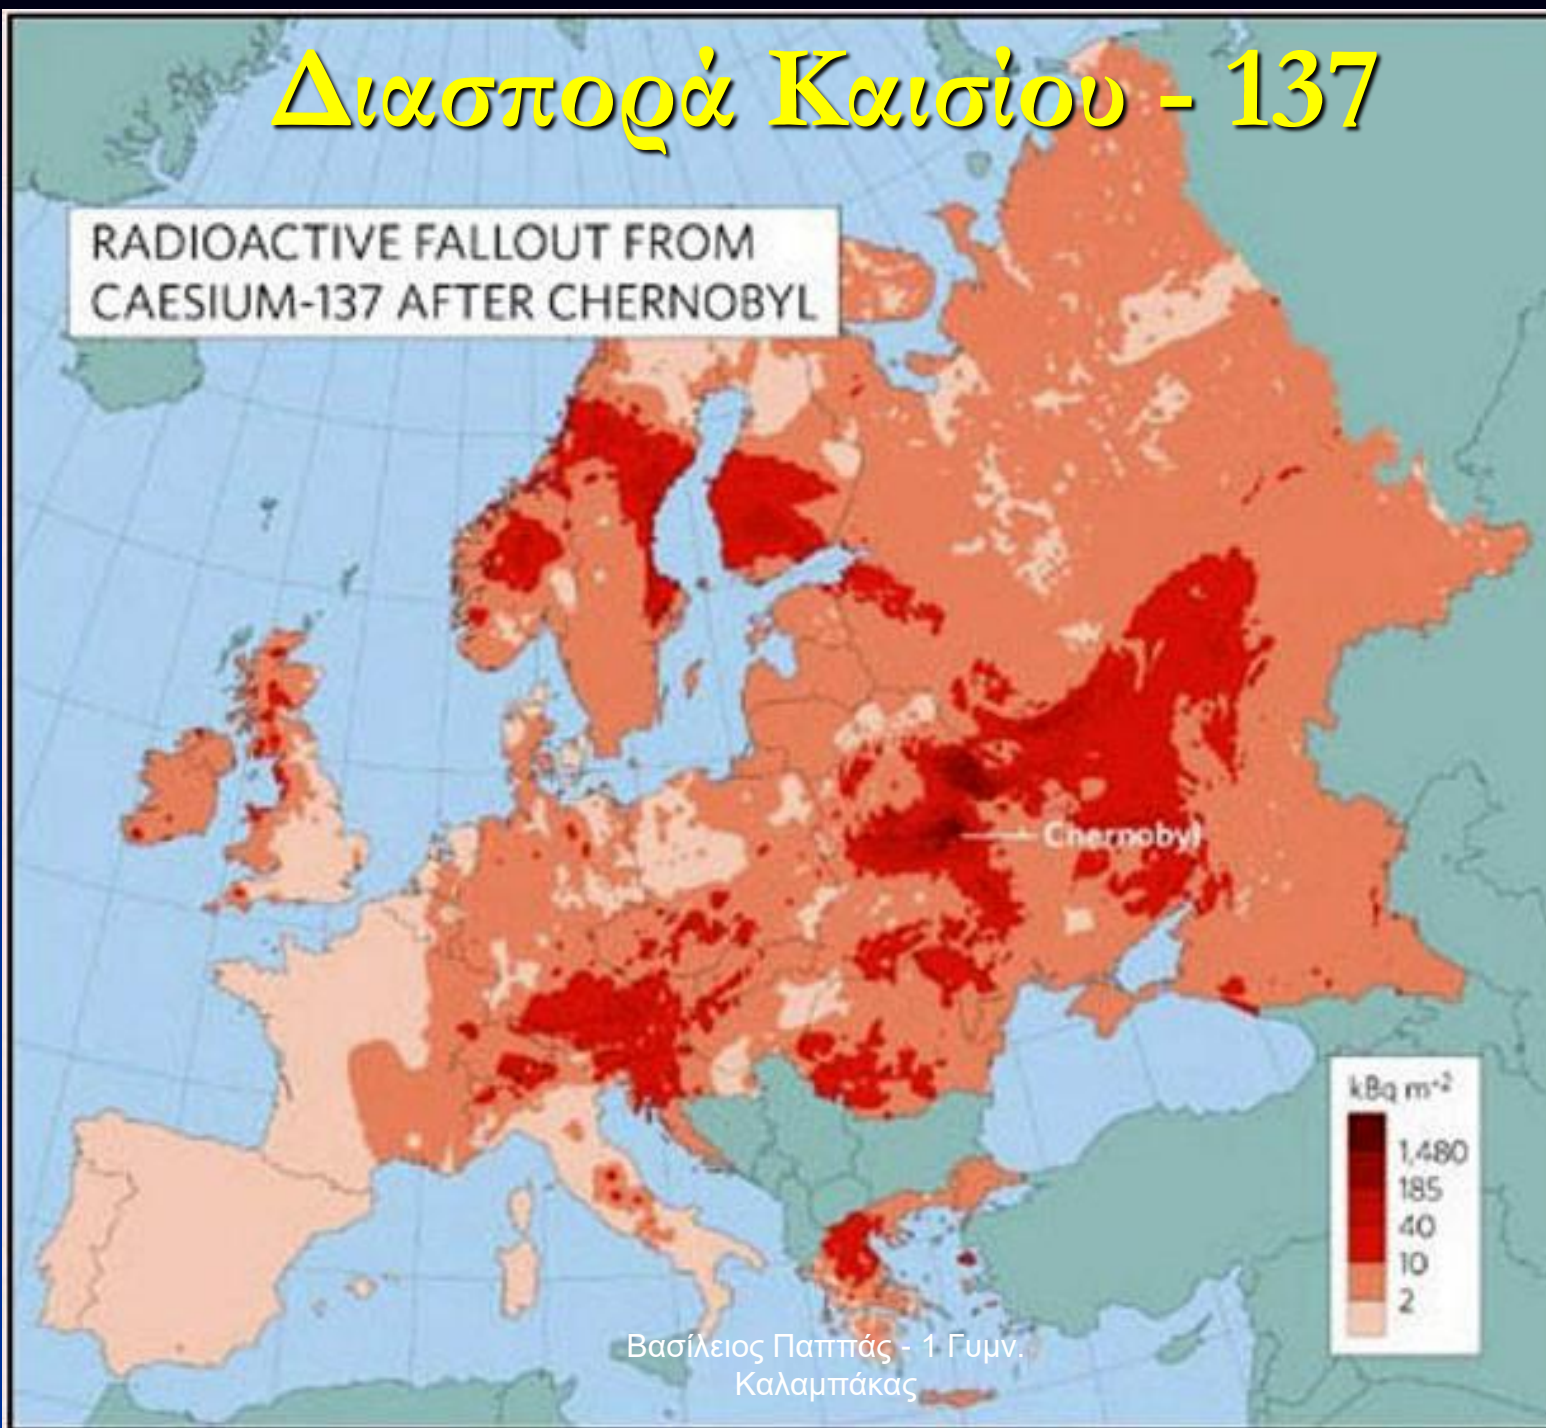 Διασπορά Καισίου - 137
RADIOACTIVE FALLOUT FROM
CAESIUM-137 AFTER CHERNOBYL
Chernobyl
kBq m⁻²
1,480
185
40
10
2
Βασίλειος Παππάς - 1 Γυμν.
Καλαμπάκας